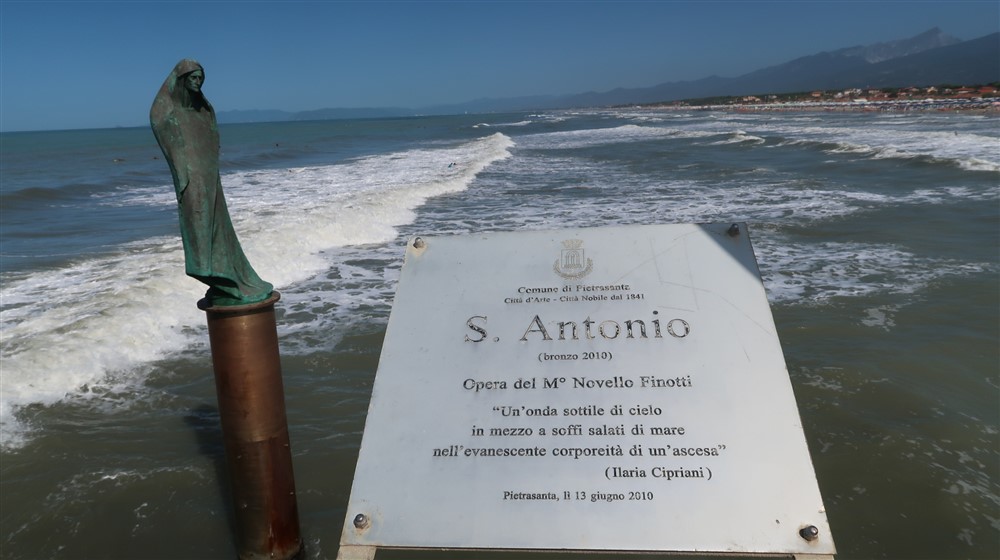 Comune di Pietrasanta
Città d'Arte - Città Nobile dal 1841
S. Antonio
(bronzo 2010)
Opera del M° Novello Finotti
"Un'onda sottile di cielo
in mezzo a soffi salati di mare
nell'evanescente corporeità di un'ascesa"
(Ilaria Cipriani)
Pietrasanta, lì 13 giugno 2010